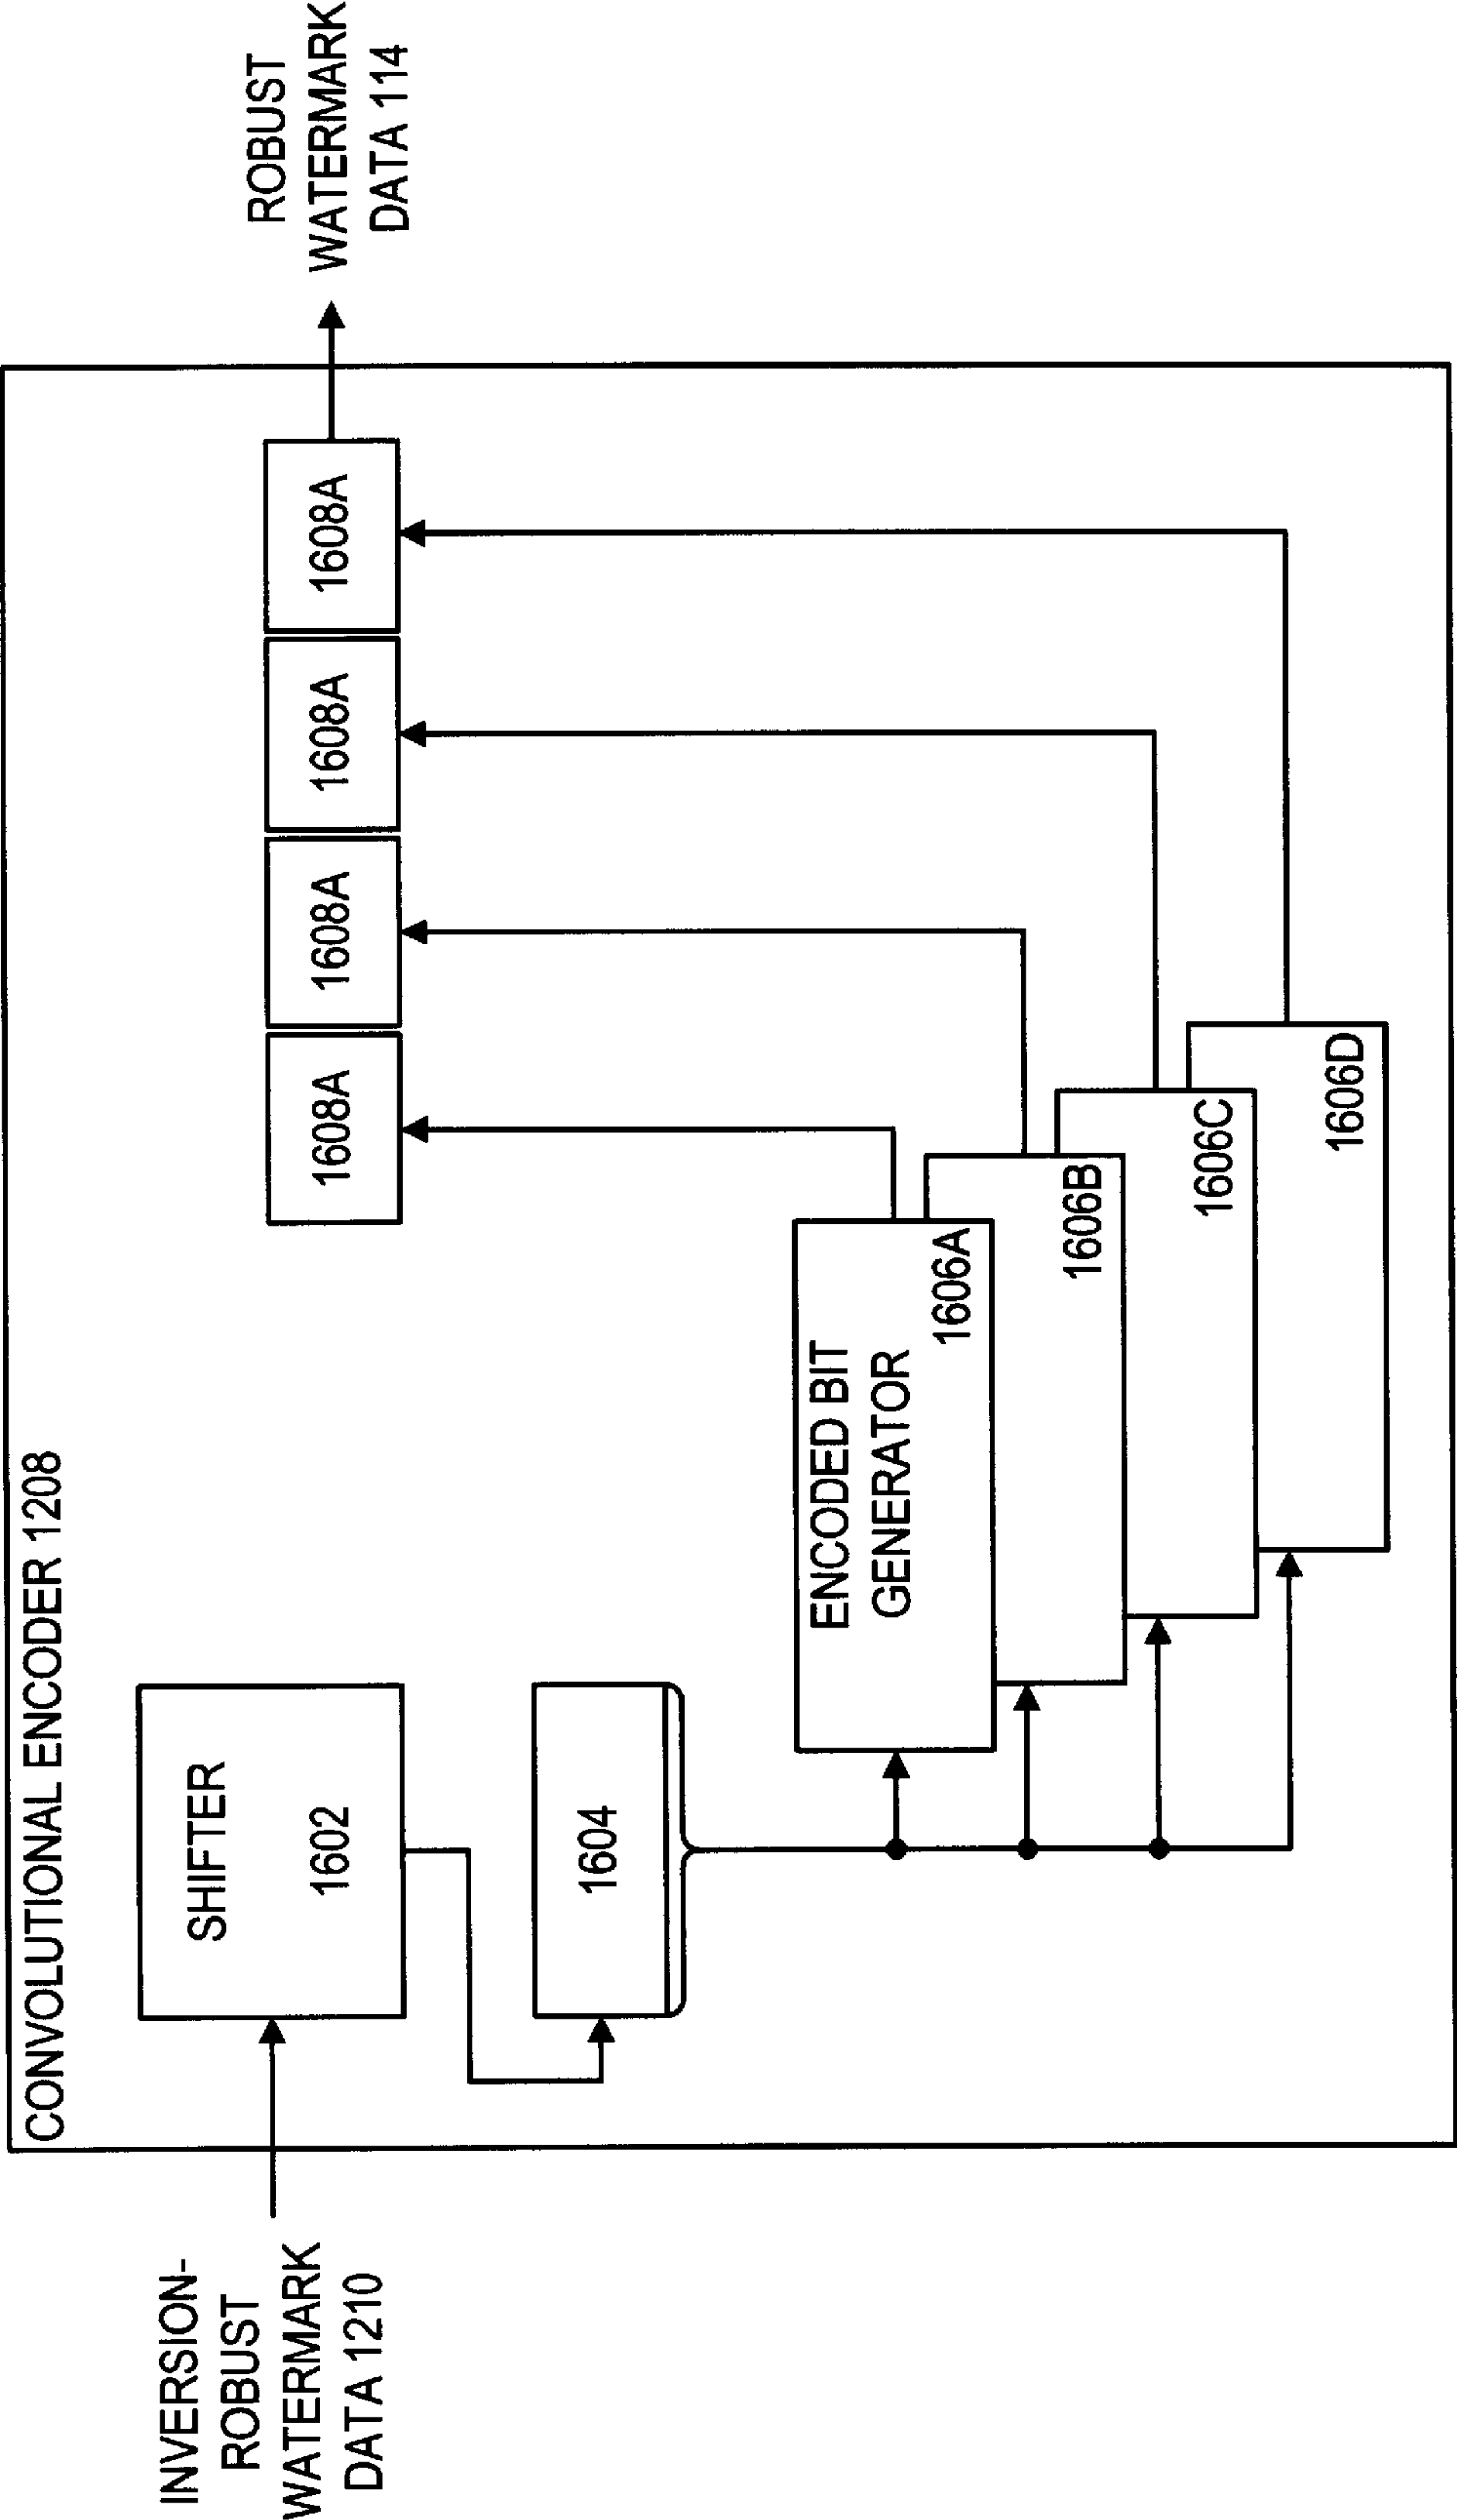 CONVOLUTIONAL ENCODER 1208
INVERSION-
ROBUST
WATERMARK
DATA 1210
SHIFTER
1602
1604
ENCODED BIT
GENERATOR
1606A
1606B
1606C
1606D
1608A
1608A
1608A
1608A
ROBUST
WATERMARK
DATA 114